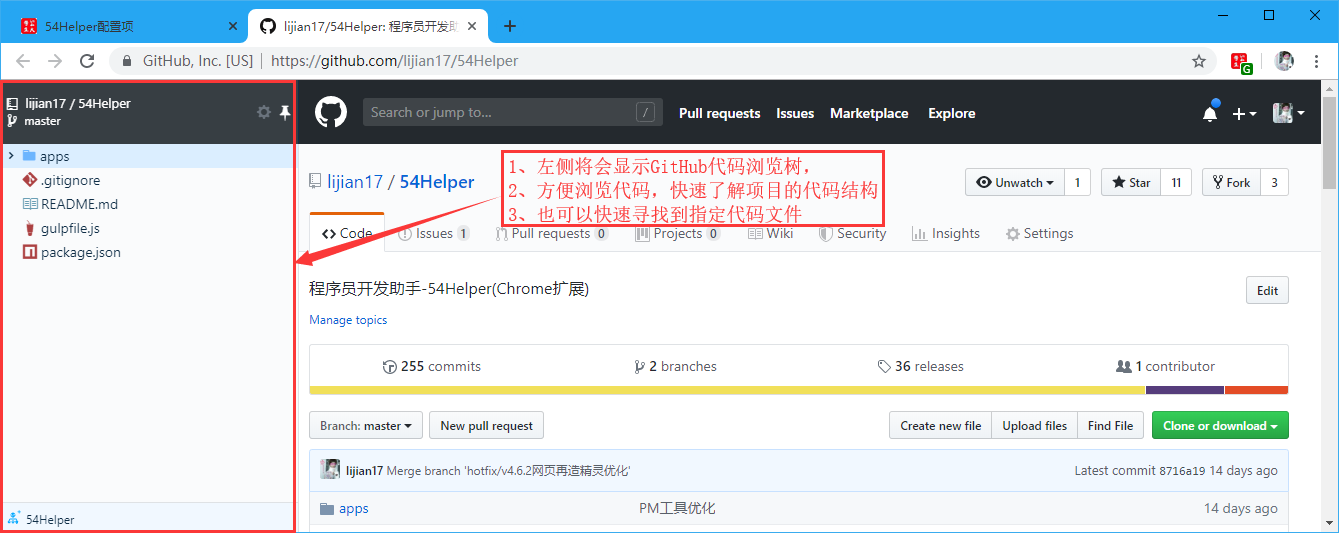 54Helper配置项
lijian17/54Helper: 程序员开发助
GitHub, Inc. [US] | https://github.com/lijian17/54Helper
G
lijian17 / 54Helper
master
apps
.gitignore
README.md
gulpfile.js
package.json
54Helper
Search or jump to...
/
Pull requests
Issues
Marketplace
Explore
1、左侧将会显示GitHub代码浏览树,
2、方便浏览代码, 快速了解项目的代码结构
3、也可以快速寻找到指定代码文件
lijian17 / 54Helper
Unwatch 1
Star 11
Fork 3
Code
Issues 1
Pull requests 0
Projects 0
Wiki
Security
Insights
Settings
程序员开发助手-54Helper(Chrome扩展)
Edit
Manage topics
255 commits
2 branches
36 releases
1 contributor
Branch: master
New pull request
Create new file
Upload files
Find File
Clone or download
lijian17 Merge branch 'hotfix/v4.6.2网页再造精灵优化'
Latest commit 8716a19 14 days ago
apps
PM工具优化
14 days ago